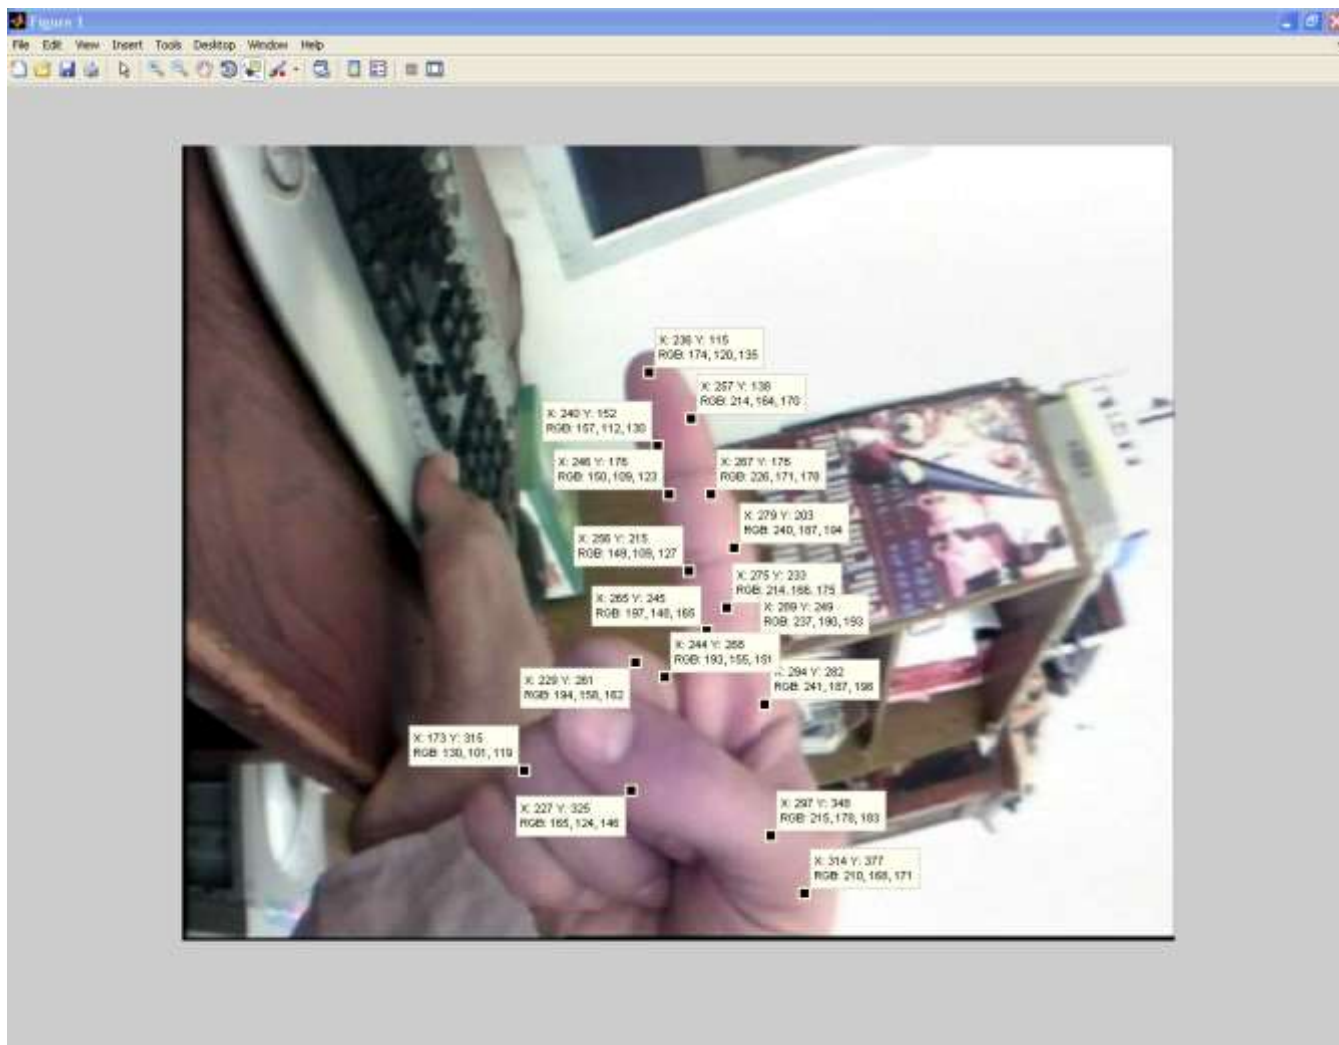 Figure 1
File Edit View Insert Tools Desktop Window Help
X: 236 Y: 115
RGB: 174, 120, 135
X: 257 Y: 138
RGB: 214, 164, 170
X: 240 Y: 152
RGB: 157, 112, 130
X: 246 Y: 176
RGB: 150, 109, 123
X: 267 Y: 176
RGB: 226, 171, 178
X: 279 Y: 203
RGB: 240, 187, 194
X: 256 Y: 215
RGB: 149, 109, 127
X: 275 Y: 233
RGB: 214, 166, 175
X: 265 Y: 245
RGB: 197, 148, 165
X: 289 Y: 249
RGB: 237, 190, 193
X: 244 Y: 268
RGB: 193, 155, 151
X: 229 Y: 261
RGB: 194, 158, 162
X: 294 Y: 282
RGB: 241, 187, 198
X: 173 Y: 315
RGB: 130, 101, 119
X: 227 Y: 325
RGB: 165, 124, 146
X: 297 Y: 348
RGB: 215, 178, 183
X: 314 Y: 377
RGB: 210, 168, 171